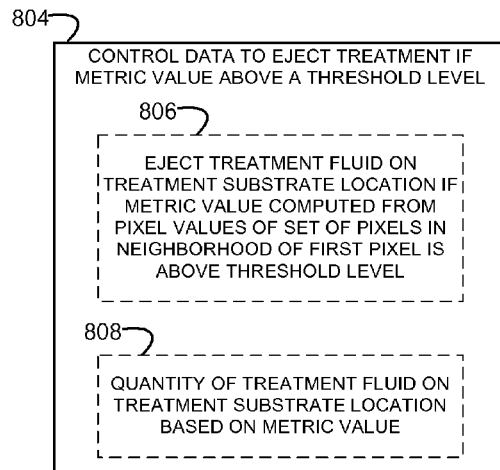 804
CONTROL DATA TO EJECT TREATMENT IF
METRIC VALUE ABOVE A THRESHOLD LEVEL
806
EJECT TREATMENT FLUID ON
TREATMENT SUBSTRATE LOCATION IF
METRIC VALUE COMPUTED FROM
PIXEL VALUES OF SET OF PIXELS IN
NEIGHBORHOOD OF FIRST PIXEL IS
ABOVE THRESHOLD LEVEL
808
QUANTITY OF TREATMENT FLUID ON
TREATMENT SUBSTRATE LOCATION
BASED ON METRIC VALUE